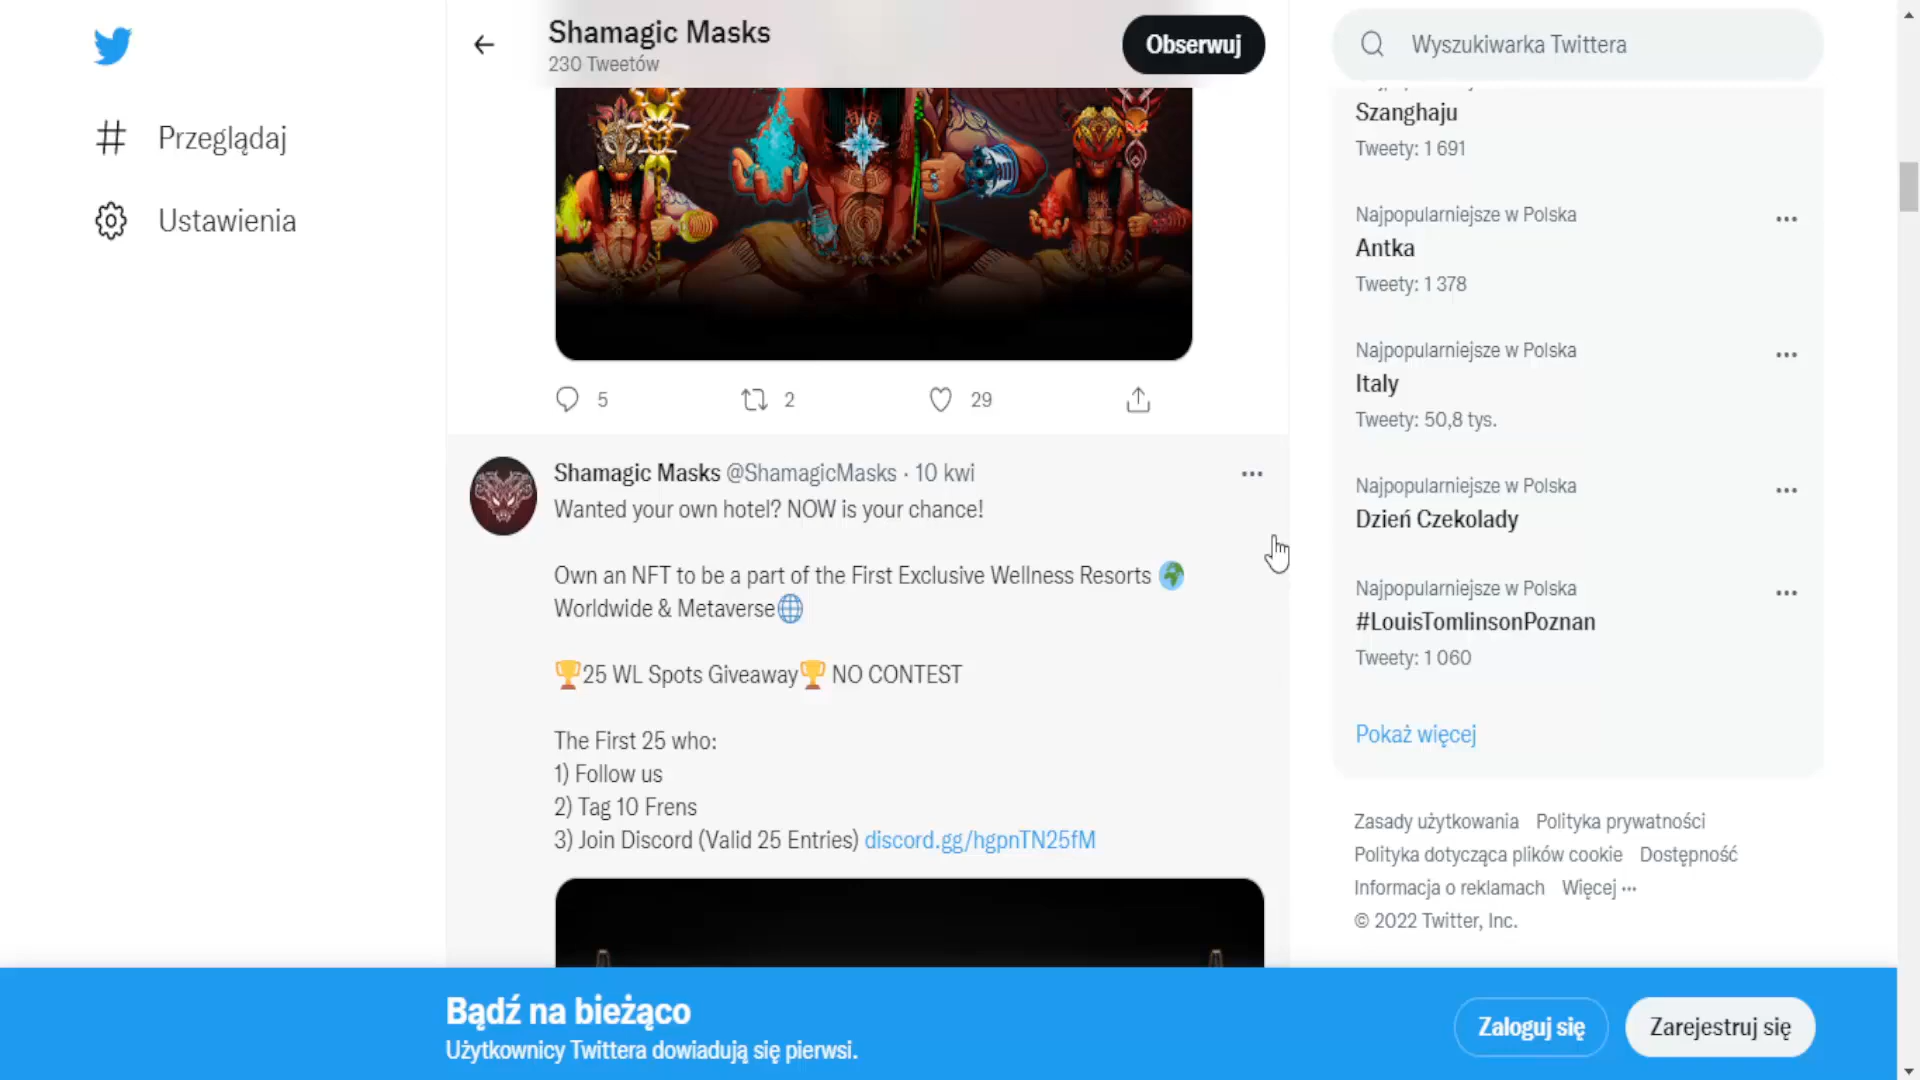 Shamagic Masks
230 Tweetów
Obserwuj
Wyszukiwarka Twittera
Przeglądaj
Ustawienia
5
2
29
Shamagic Masks @ShamagicMasks · 10 kwi
Wanted your own hotel? NOW is your chance!
Own an NFT to be a part of the First Exclusive Wellness Resorts
Worldwide & Metaverse
25 WL Spots Giveaway NO CONTEST
The First 25 who:
1) Follow us
2) Tag 10 Frens
3) Join Discord (Valid 25 Entries) discord.gg/hgpnTN25fM
Szanghaju
Tweety: 1 691
Najpopularniejsze w Polska
Antka
Tweety: 1 378
Najpopularniejsze w Polska
Italy
Tweety: 50,8 tys.
Najpopularniejsze w Polska
Dzień Czekolady
Najpopularniejsze w Polska
#LouisTomlinsonPoznan
Tweety: 1 060
Pokaż więcej
Zasady użytkowania Polityka prywatności
Polityka dotycząca plików cookie Dostępność
Informacja o reklamach Więcej ···
© 2022 Twitter, Inc.
Bądź na bieżąco
Użytkownicy Twittera dowiadują się pierwsi.
Zaloguj się
Zarejestruj się